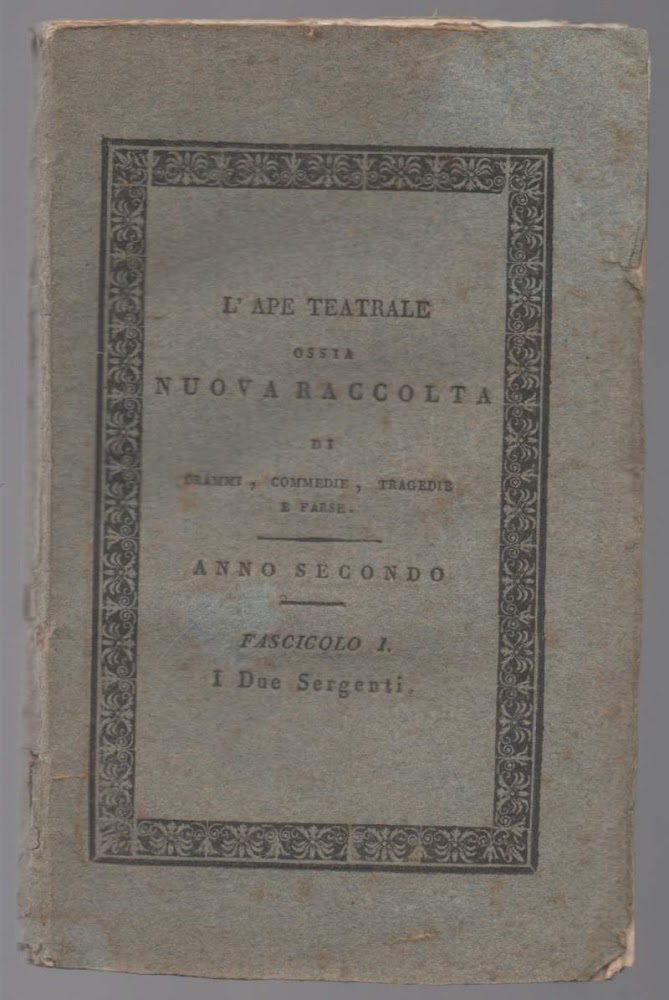 L' APE TEATRALE
OSSIA
NUOVA RACCOLTA
DI
DRAMMI , COMMEDIE , TRAGEDIE
E FARSE .
ANNO SECONDO
FASCICOLO I.
I Due Sergenti.